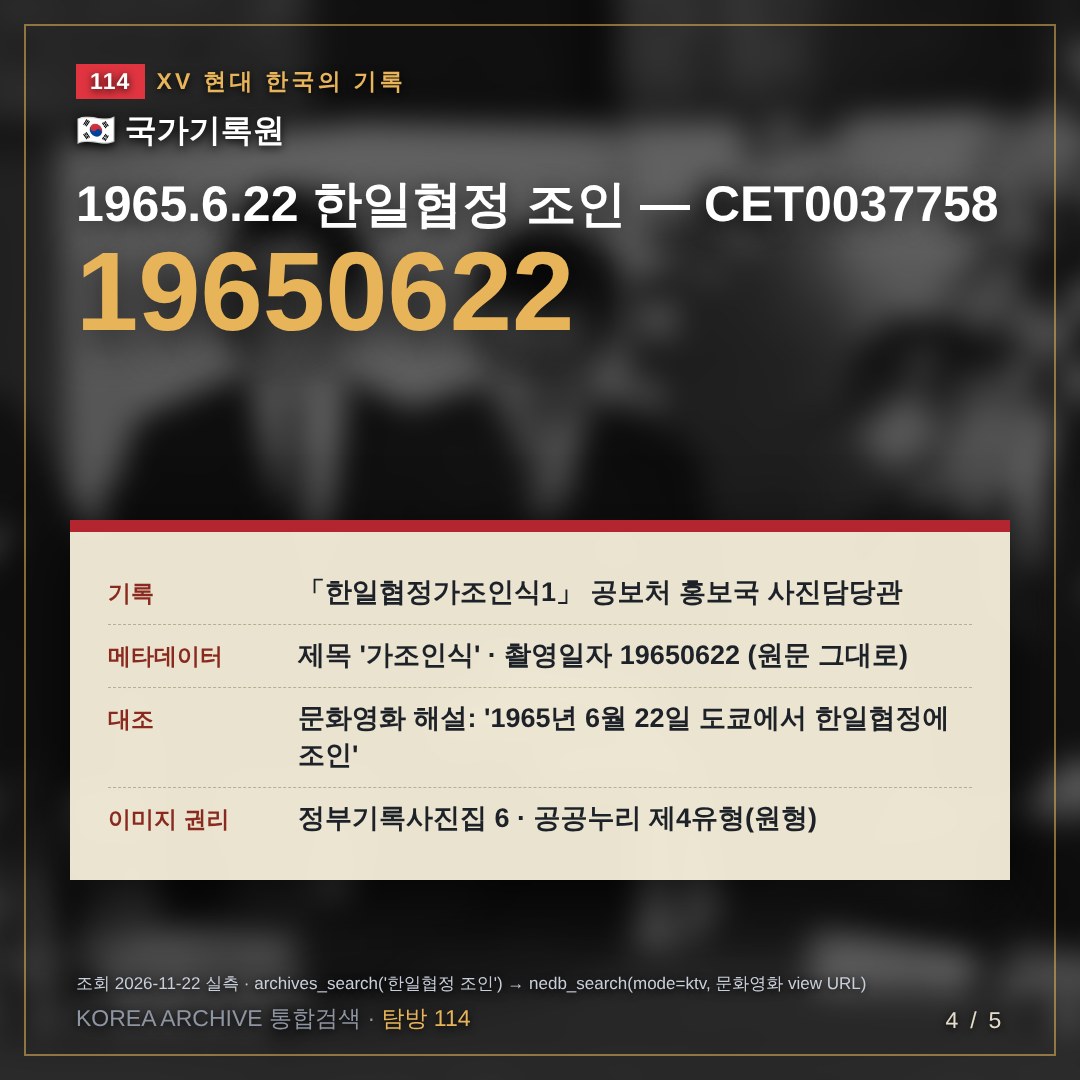 114 XV 현대 한국의 기록
🇰🇷 국가기록원
1965.6.22 한일협정 조인 — CET0037758
19650622
기록 「한일협정가조인식1」 공보처 홍보국 사진담당관
메타데이터 제목 '가조인식' · 촬영일자 19650622 (원문 그대로)
대조 문화영화 해설: '1965년 6월 22일 도쿄에서 한일협정에
조인'
이미지 권리 정부기록사진집 6 · 공공누리 제4유형(원형)
조회 2026-11-22 실측 · archives_search('한일협정 조인') → nedb_search(mode=ktv, 문화영화 view URL)
KOREA ARCHIVE 통합검색 · 탐방 114
4 / 5